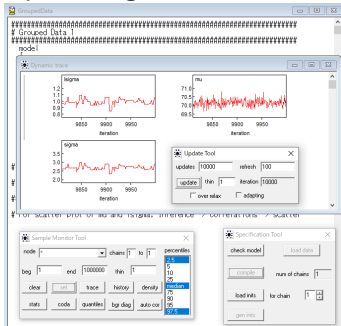 GroupedData
################################################################
# Grouped Data 1
################################################################
model
Dynamic trace
lsigma
1.2
1.1
1.0
0.9
0.8
9850 9900 9950
iteration
mu
71.0
70.5
70.0
69.5
9850 9900 9950
iteration
sigma
3.5
3.0
2.5
2.0
9850 9900 9950
iteration
Update Tool
updates 10000 refresh 100
update thin 1 iteration 10000
over relax adapting
#
#
#
# For scatter plot of mu and lsigma, Inference -> Correlations -> scatter
Sample Monitor Tool
node * chains 1 to 1 percentiles
beg 1 end 1000000 thin 1
clear set trace history density
stats coda quantiles bgr diag auto cor
2.5
5
10
25
median
75
90
95
97.5
Specification Tool
check model load data
compile num of chains 1
load inits for chain 1
gen inits